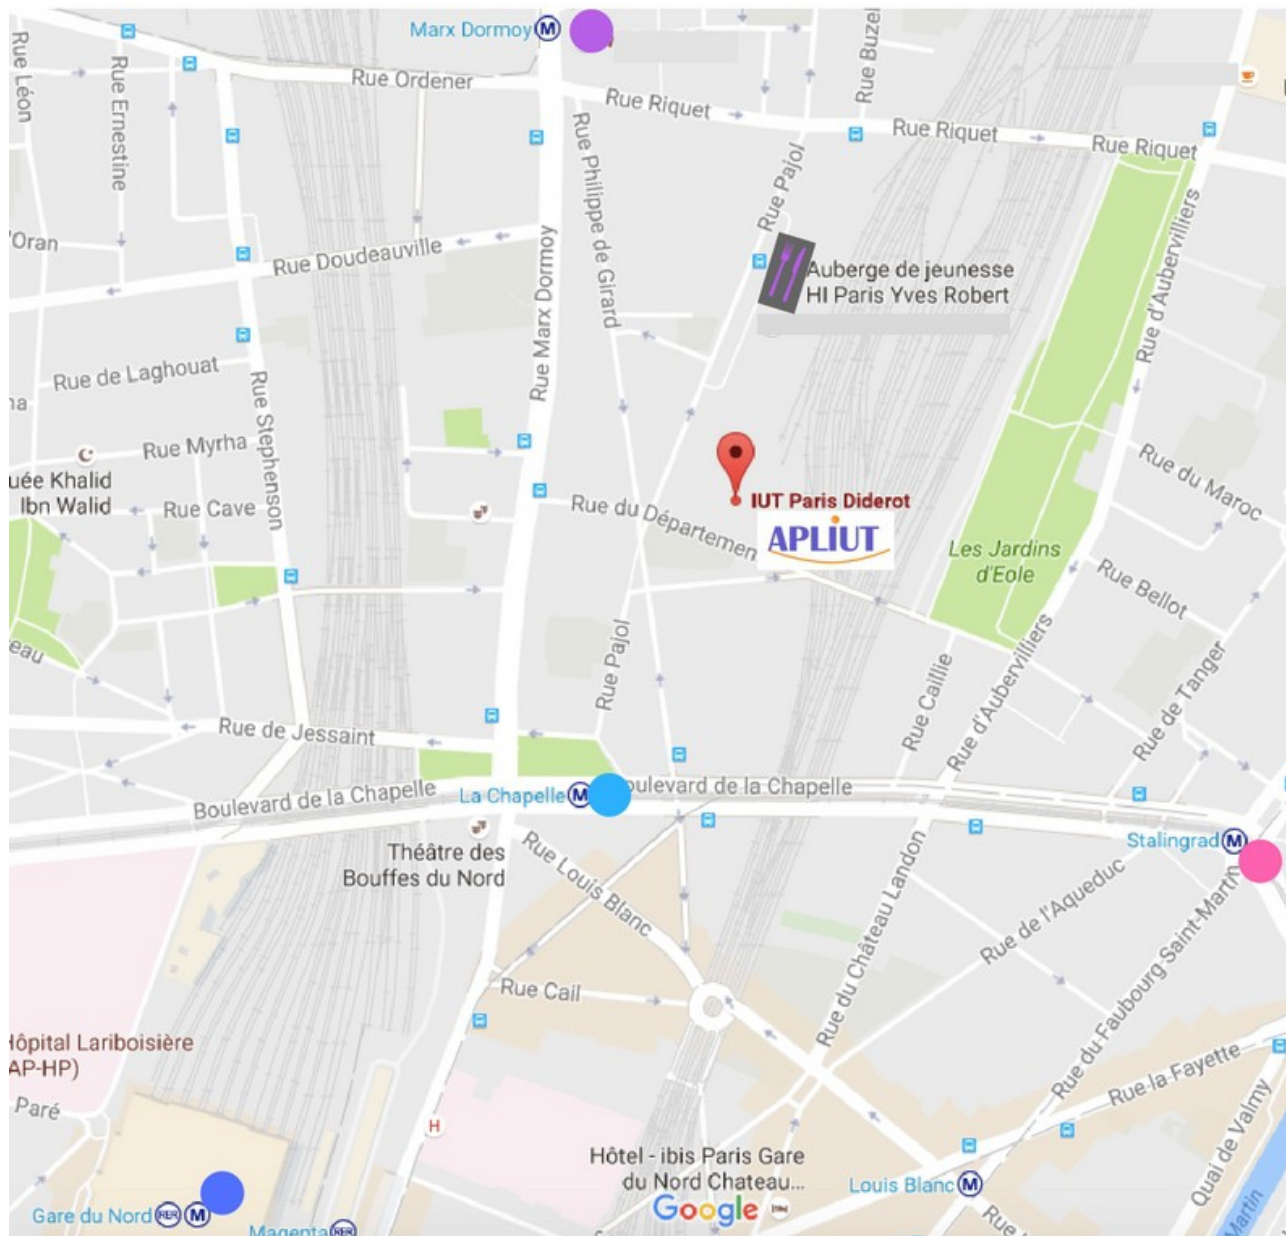 Marx Dormoy
Rue Léon
Rue Ernestine
Rue Ordener
Rue Riquet
Rue Buzel
Rue Riquet
Rue Riquet
Rue Philippe de Girard
Rue Pajol
'Oran
Rue Doudeauville
Rue Marx Dormoy
Auberge de jeunesse
HI Paris Yves Robert
Rue d'Aubervilliers
Rue de Laghouat
na
Rue Stephenson
Rue Myrha
uée Khalid
Ibn Walid
Rue Cave
Rue du Maroc
IUT Paris Diderot
Rue du Départemen
APLIUT
Les Jardins
d'Eole
Rue Bellot
eau
Rue Pajol
Rue Caillie
Rue d'Aubervilliers
Rue de Tanger
Rue de Jessaint
Boulevard de la Chapelle
La Chapelle
oulevard de la Chapelle
Stalingrad
Théâtre des
Bouffes du Nord
Rue Louis Blanc
Rue du Château Landon
Rue de l'Aqueduc
Rue du Faubourg Saint-Martin
Rue Cail
Hôpital Lariboisière
AP-HP)
Paré
H
Rue la Fayette
Quai de Valmy
Hôtel - ibis Paris Gare
du Nord Chateau...
Google
Louis Blanc
Gare du Nord
RER
M
Magenta
RER
Rue
Martin